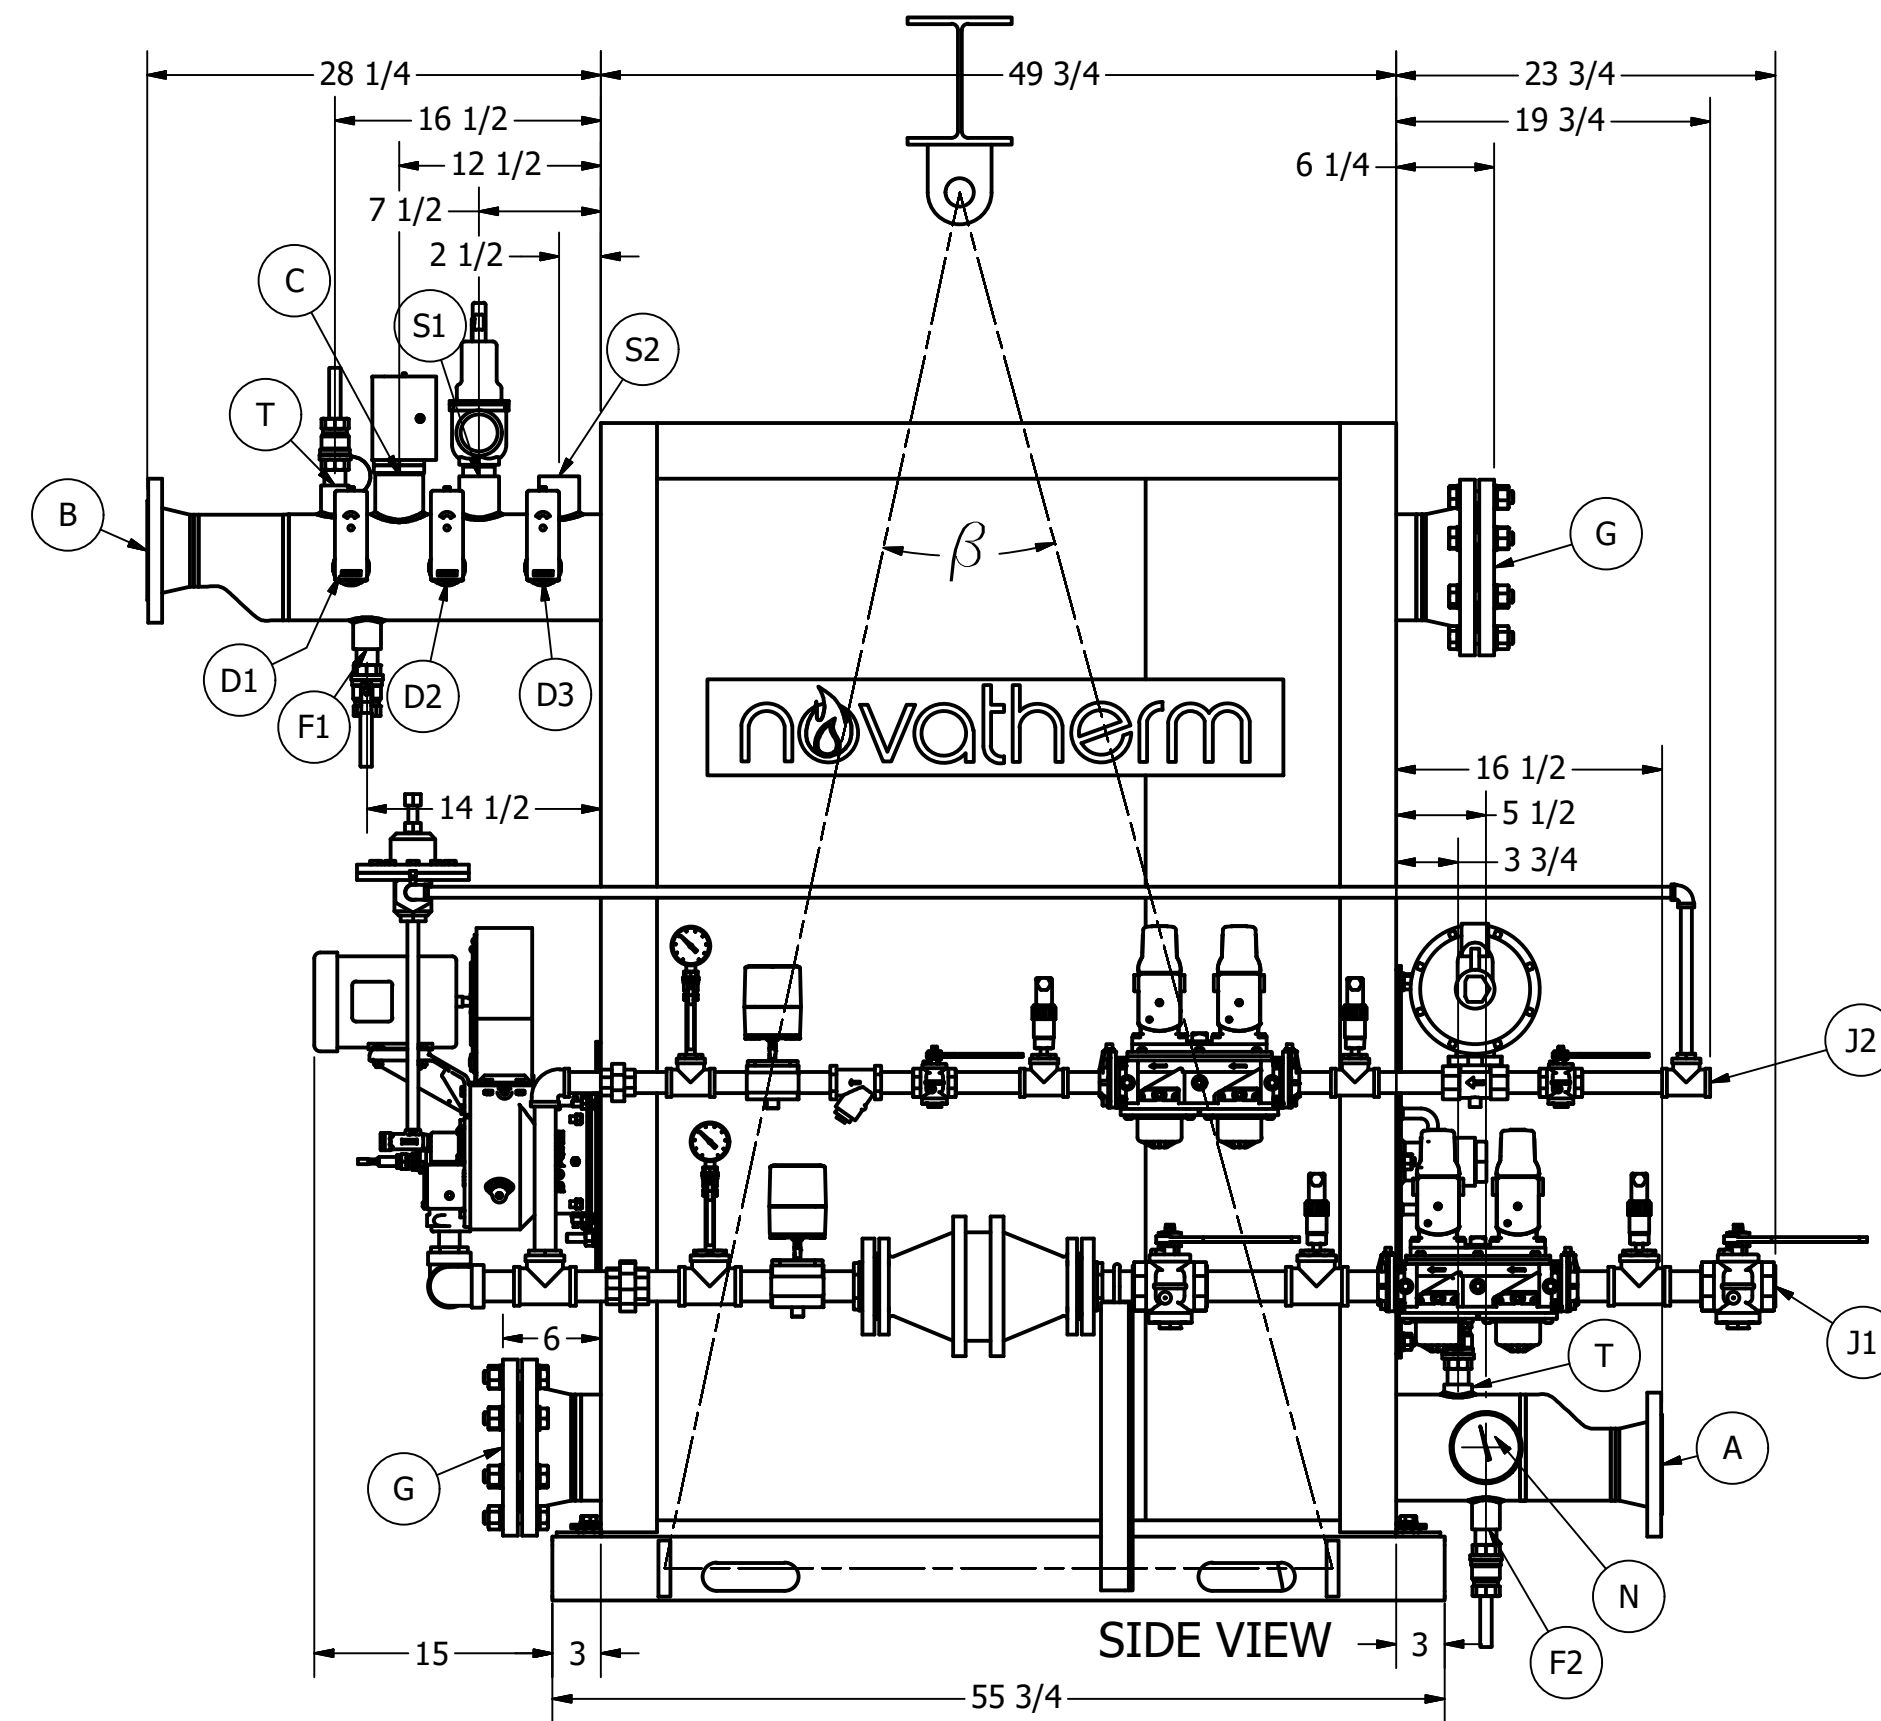 28 1/4
49 3/4
23 3/4
16 1/2
19 3/4
12 1/2
6 1/4
7 1/2
2 1/2
C
S1
S2
T
B
G
β
D1
D2
D3
F1
novatherm
16 1/2
14 1/2
5 1/2
3 3/4
J2
6
T
J1
G
A
N
SIDE VIEW
15
3
3
F2
55 3/4